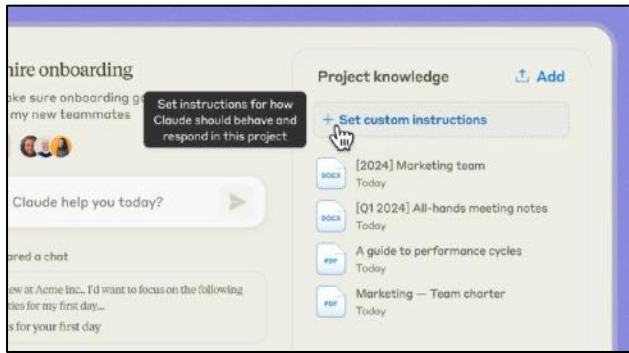 hire onboarding
ake sure onboarding go
my new teammates
Set instructions for how
Claude should behave and
respond in this project
Claude help you today?
ared a chat
ew at Acme Inc., I'd want to focus on the following
ties for my first day...
s for your first day
Project knowledge
Add
+ Set custom instructions
DOCX
[2024] Marketing team
Today
DOCX
[Q1 2024] All-hands meeting notes
Today
PDF
A guide to performance cycles
Today
PDF
Marketing — Team charter
Today